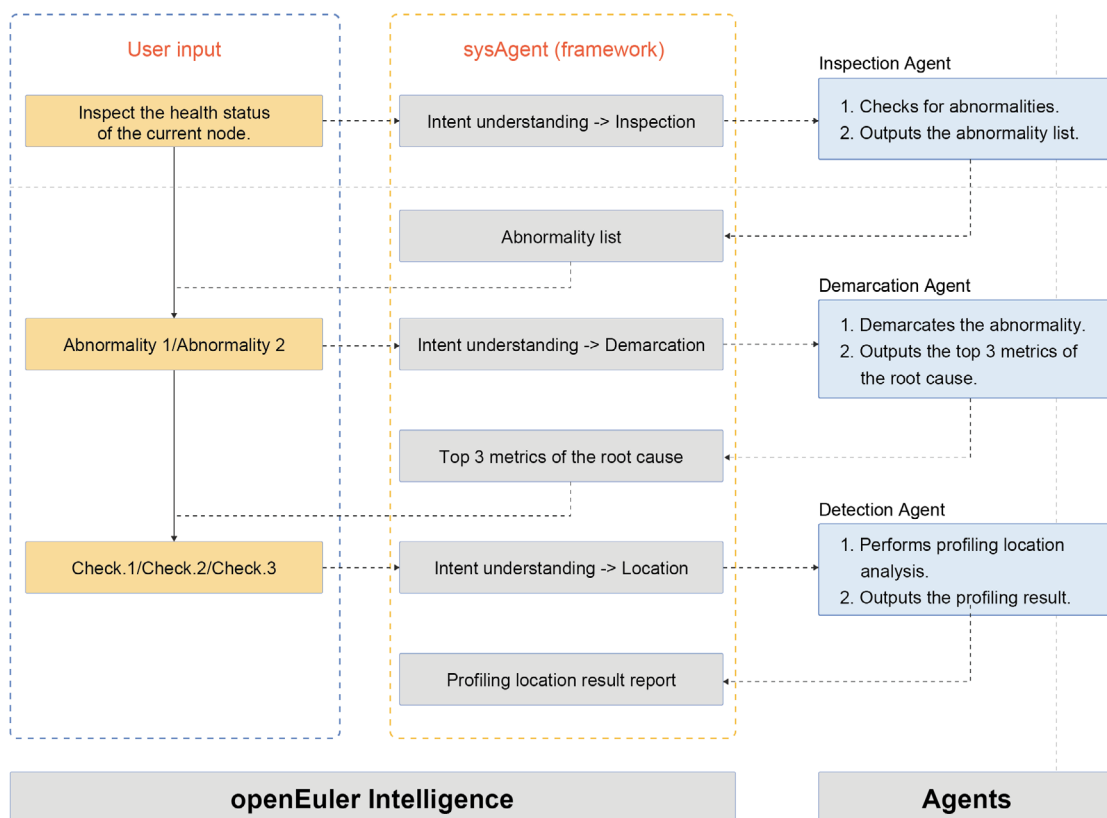 User input
sysAgent (framework)
Inspection Agent
Inspect the health status
of the current node.
Intent understanding -> Inspection
1. Checks for abnormalities.
2. Outputs the abnormality list.
Abnormality list
Demarcation Agent
Abnormality 1/Abnormality 2
Intent understanding -> Demarcation
1. Demarcates the abnormality.
2. Outputs the top 3 metrics of
the root cause.
Top 3 metrics of the root cause
Detection Agent
Check.1/Check.2/Check.3
Intent understanding -> Location
1. Performs profiling location
analysis.
2. Outputs the profiling result.
Profiling location result report
openEuler Intelligence
Agents